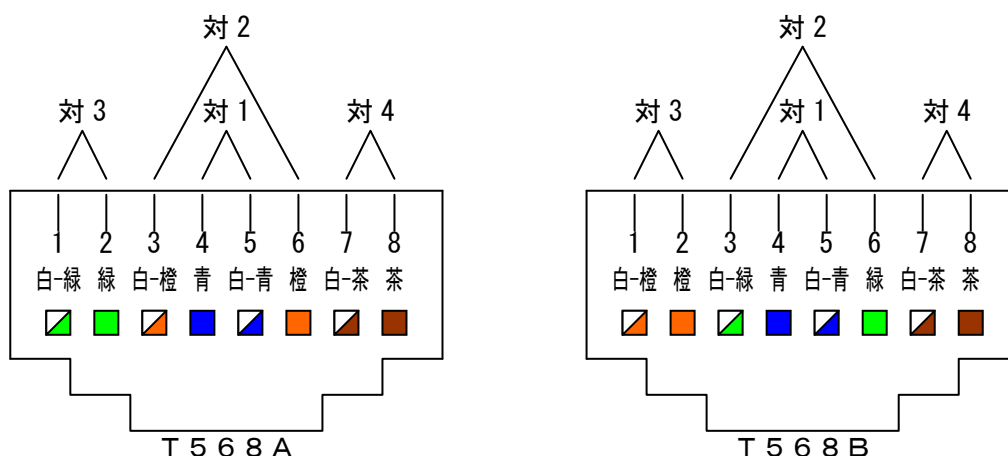 対2
対3 対1 対4
1 2 3 4 5 6 7 8
白-緑 緑 白-橙 青 白-青 橙 白-茶 茶
T568A
対2
対3 対1 対4
1 2 3 4 5 6 7 8
白-橙 橙 白-緑 青 白-青 緑 白-茶 茶
T568B